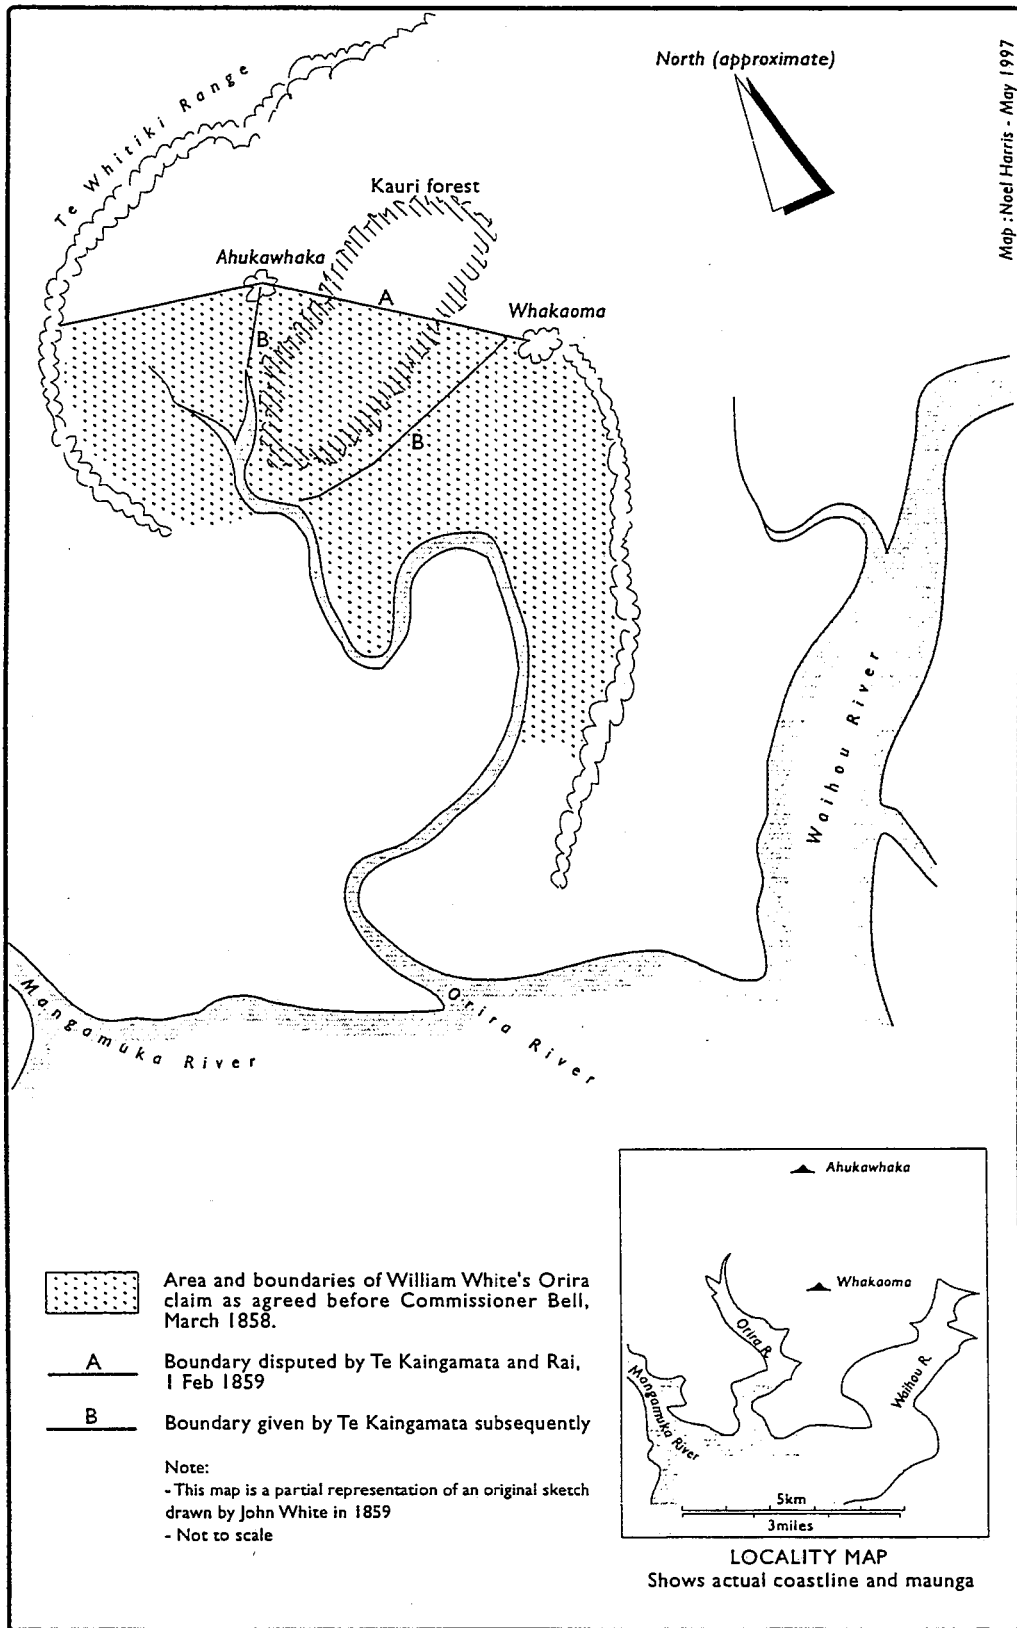 North (approximate)
Map : Noel Harris - May 1997
Te Whitiki Range
Kauri forest
Ahukawhaka
A
Whakaoma
B
B
Waihou River
Mangamuka River
Orira River
Ahukawhaka
Whakaoma
Orira R.
Waihou R.
Mangamuka River
5km
3miles
LOCALITY MAP
Shows actual coastline and maunga
Area and boundaries of William White's Orira
claim as agreed before Commissioner Bell,
March 1858.
A
Boundary disputed by Te Kaingamata and Rai,
1 Feb 1859
B
Boundary given by Te Kaingamata subsequently
Note:
- This map is a partial representation of an original sketch
drawn by John White in 1859
- Not to scale